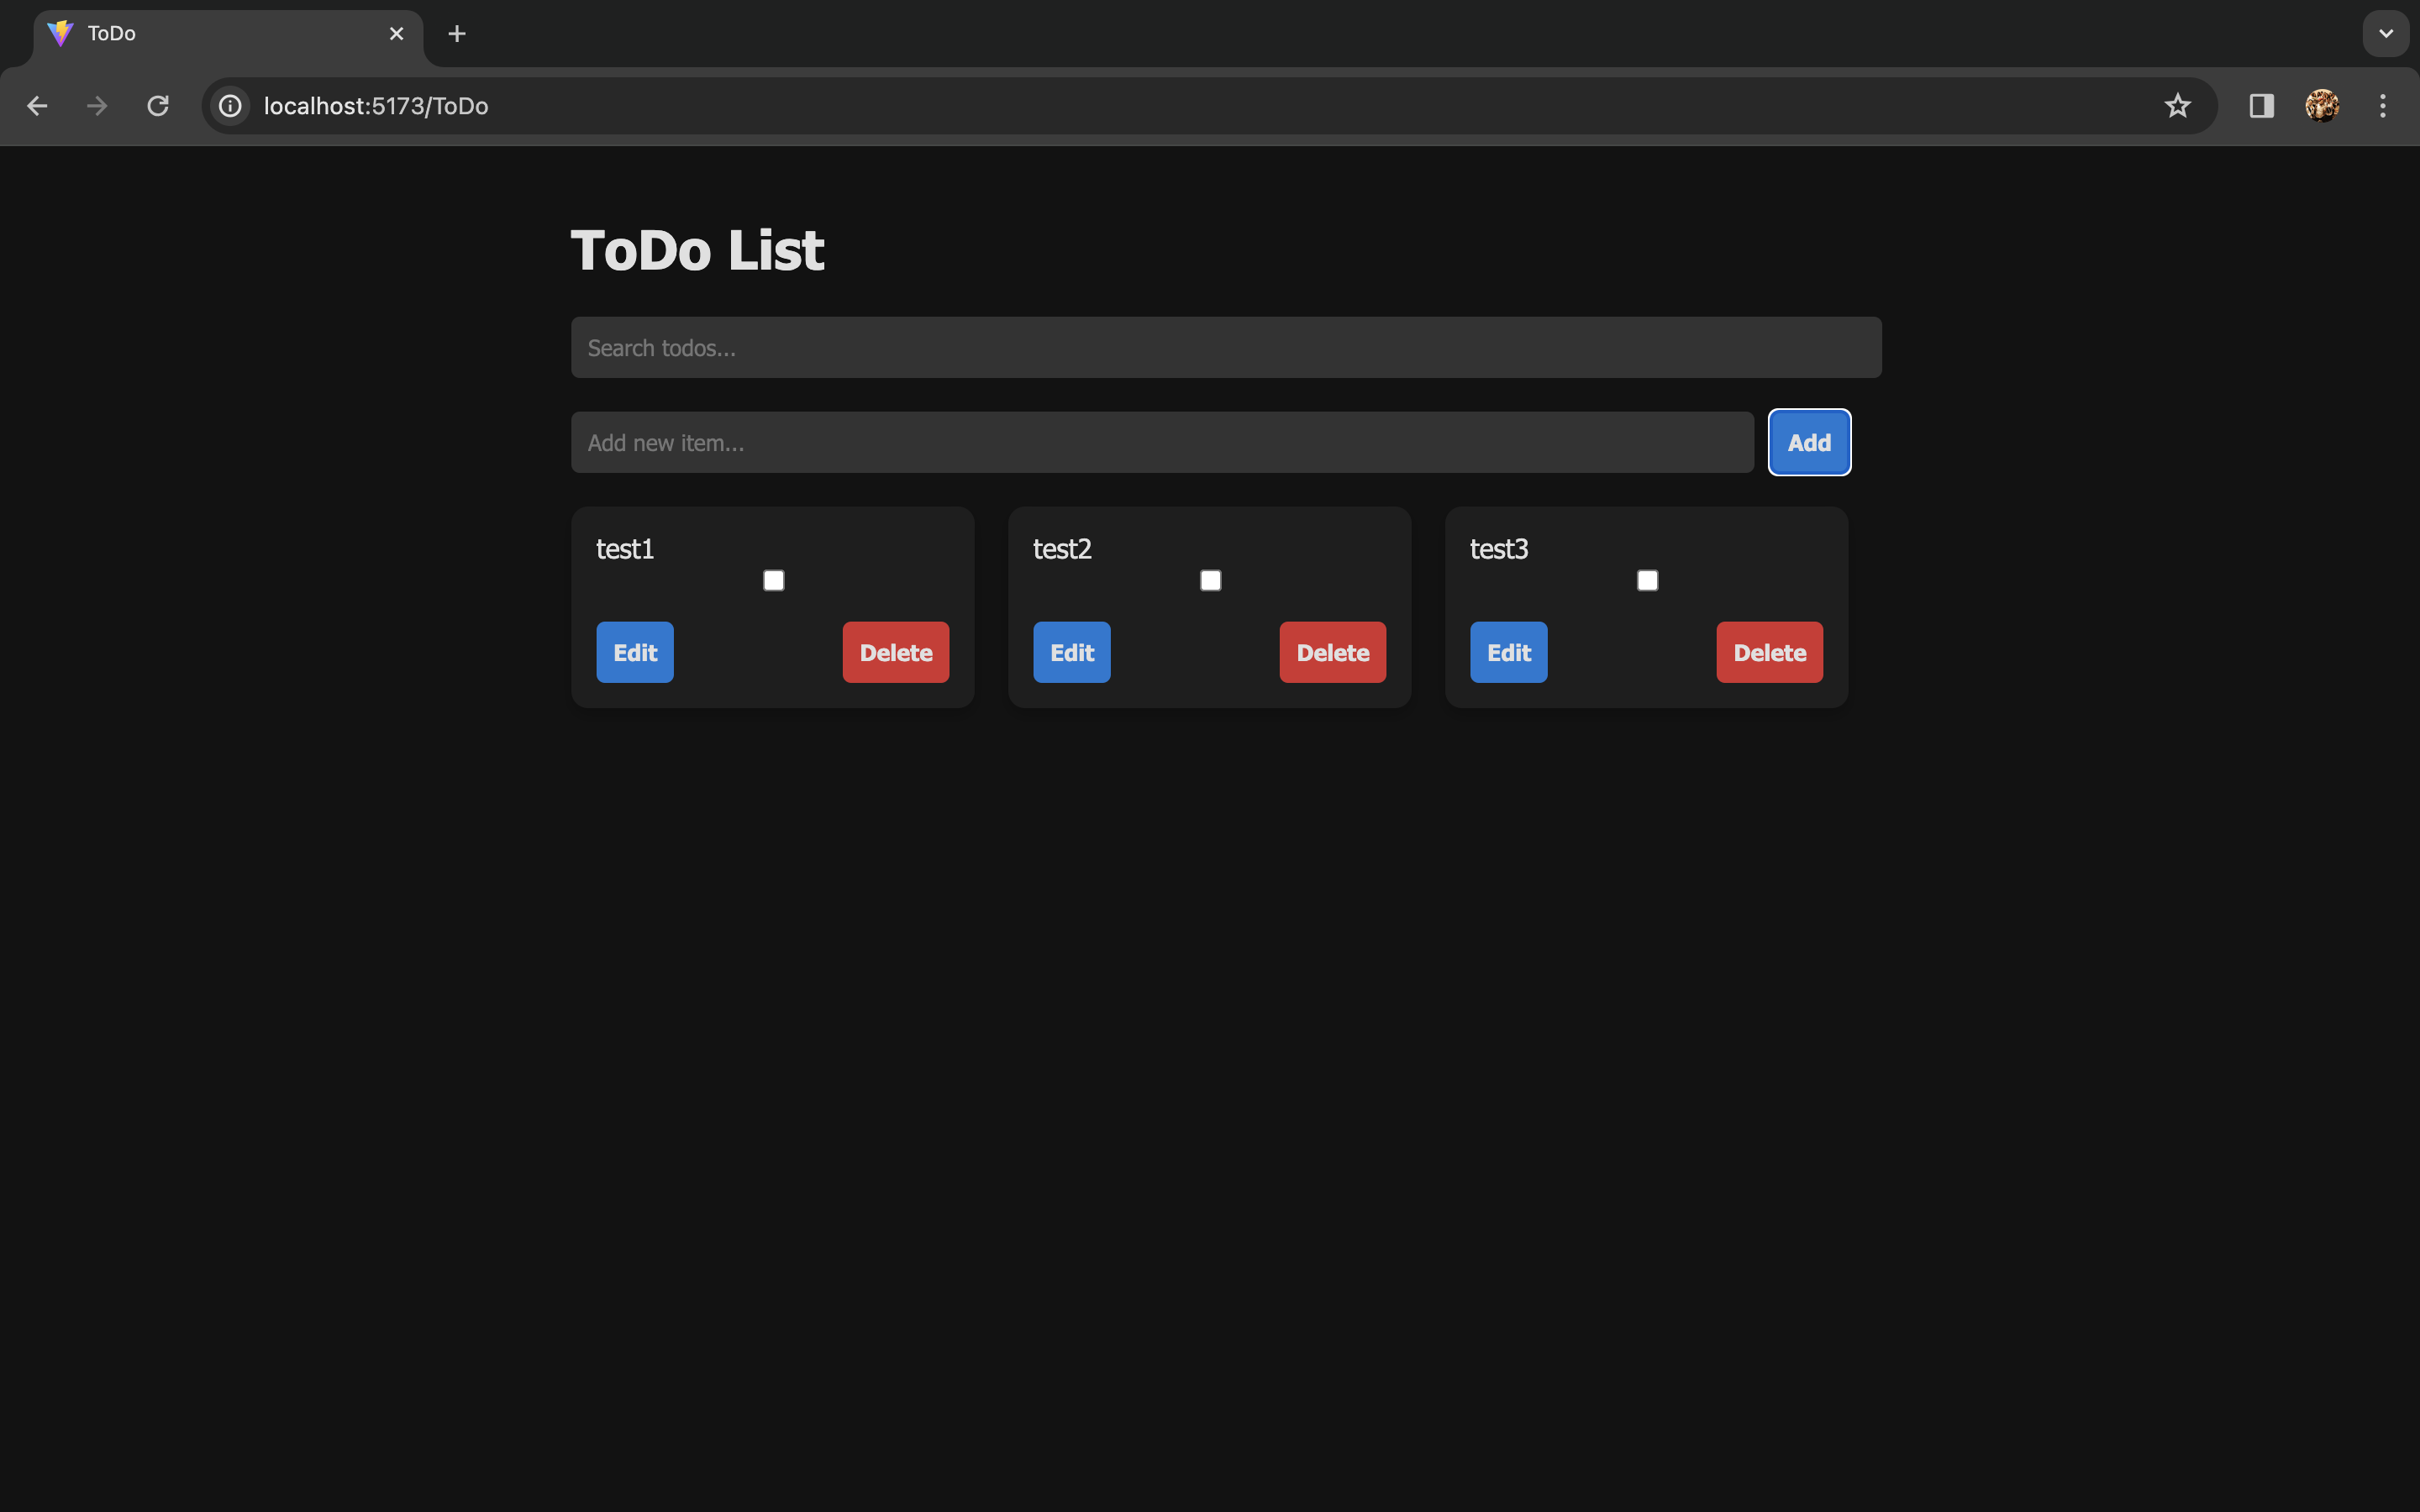 ToDo
localhost:5173/ToDo
ToDo List
Search todos...
Add new item...
Add
test1
test2
test3
Edit
Delete
Edit
Delete
Edit
Delete